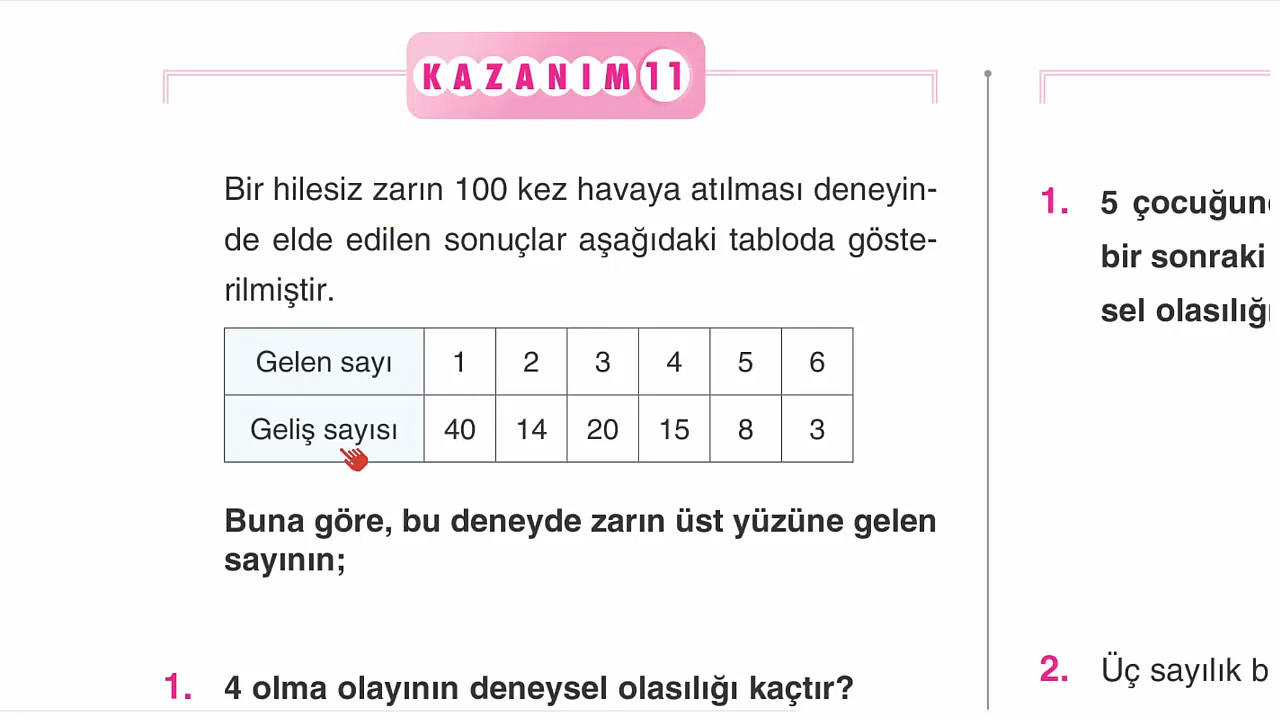 KAZANIM 11
Bir hilesiz zarın 100 kez havaya atılması deneyin-
de elde edilen sonuçlar aşağıdaki tabloda göste-
rilmiştir.
Gelen sayı 1 2 3 4 5 6
Geliş sayısı 40 14 20 15 8 3
Buna göre, bu deneyde zarın üst yüzüne gelen
sayının;
1. 4 olma olayının deneysel olasılığı kaçtır?
1. 5
bir sonraki
2. Üç sayılık